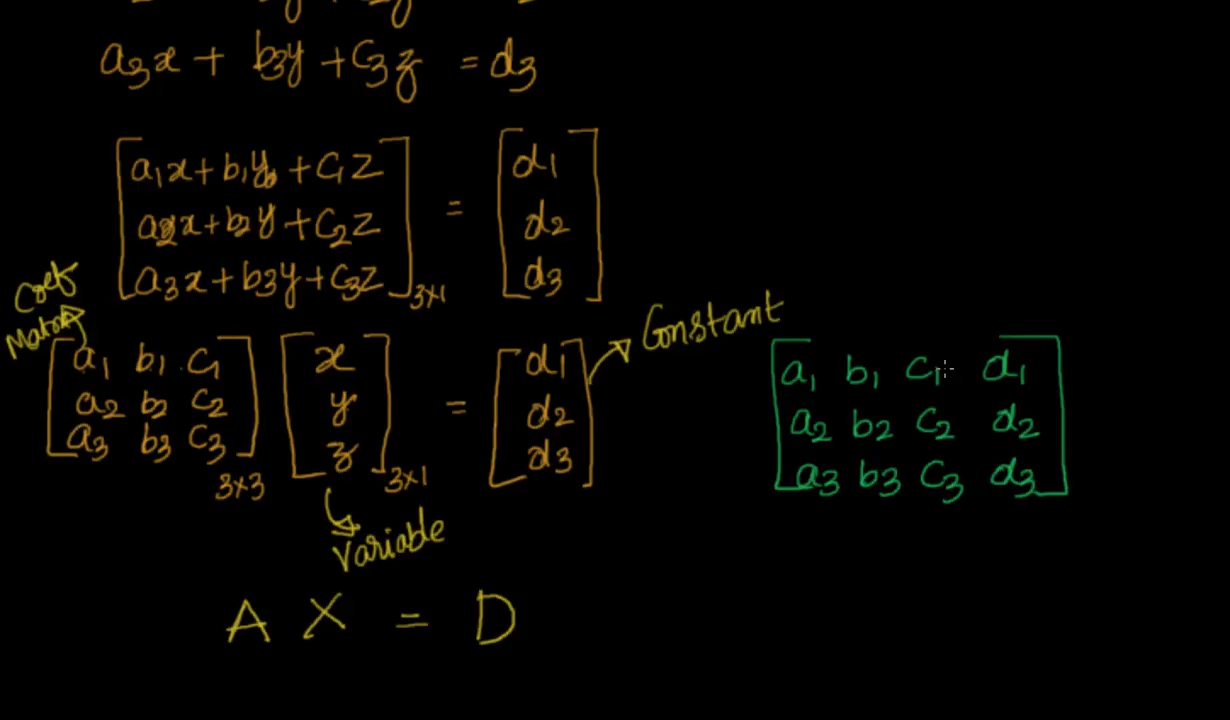 a3x + b3y + c3z = d3
[a1x + b1y + c1z] = [d1]
[a2x + b2y + c2z] [d2]
[a3x + b3y + c3z]3×1 [d3]
Coef
Matrix
Constant
[a1 b1 c1] [x] = [d1]
[a2 b2 c2] [y] [d2]
[a3 b3 c3]3×3 [z]3×1 [d3]
Variable
A X = D
[a1 b1 c1 d1]
[a2 b2 c2 d2]
[a3 b3 c3 d3]